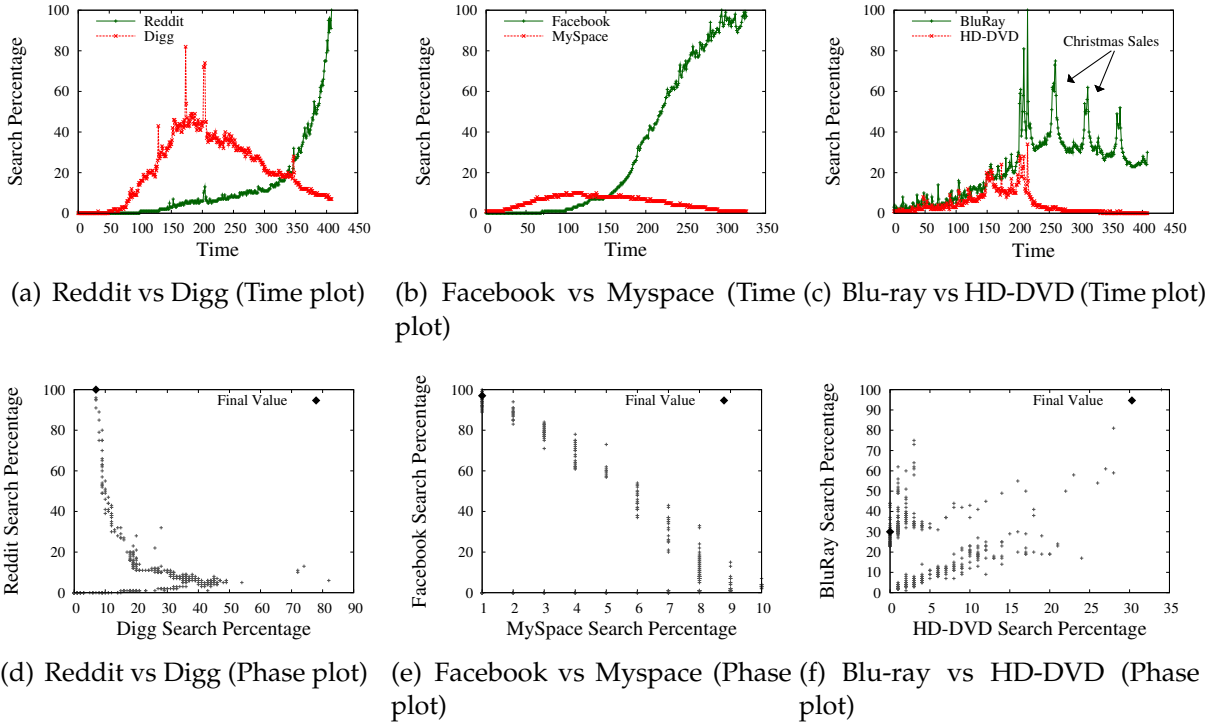 Search Percentage
100
80
60
40
20
0
Reddit
Digg
0 50 100 150 200 250 300 350 400 450
Time
(a) Reddit vs Digg (Time plot)
Search Percentage
100
80
60
40
20
0
Facebook
MySpace
0 50 100 150 200 250 300 350
Time
(b) Facebook vs Myspace (Time
plot)
Search Percentage
100
80
60
40
20
0
BluRay
HD-DVD
Christmas Sales
0 50 100 150 200 250 300 350 400 450
Time
(c) Blu-ray vs HD-DVD (Time plot)
Reddit Search Percentage
100
80
60
40
20
0
Final Value
0 10 20 30 40 50 60 70 80 90
Digg Search Percentage
(d) Reddit vs Digg (Phase plot)
Facebook Search Percentage
100
80
60
40
20
0
Final Value
1 2 3 4 5 6 7 8 9 10
MySpace Search Percentage
(e) Facebook vs Myspace (Phase
plot)
BluRay Search Percentage
100
90
80
70
60
50
40
30
20
10
0
Final Value
0 5 10 15 20 25 30 35
HD-DVD Search Percentage
(f) Blu-ray vs HD-DVD (Phase
plot)